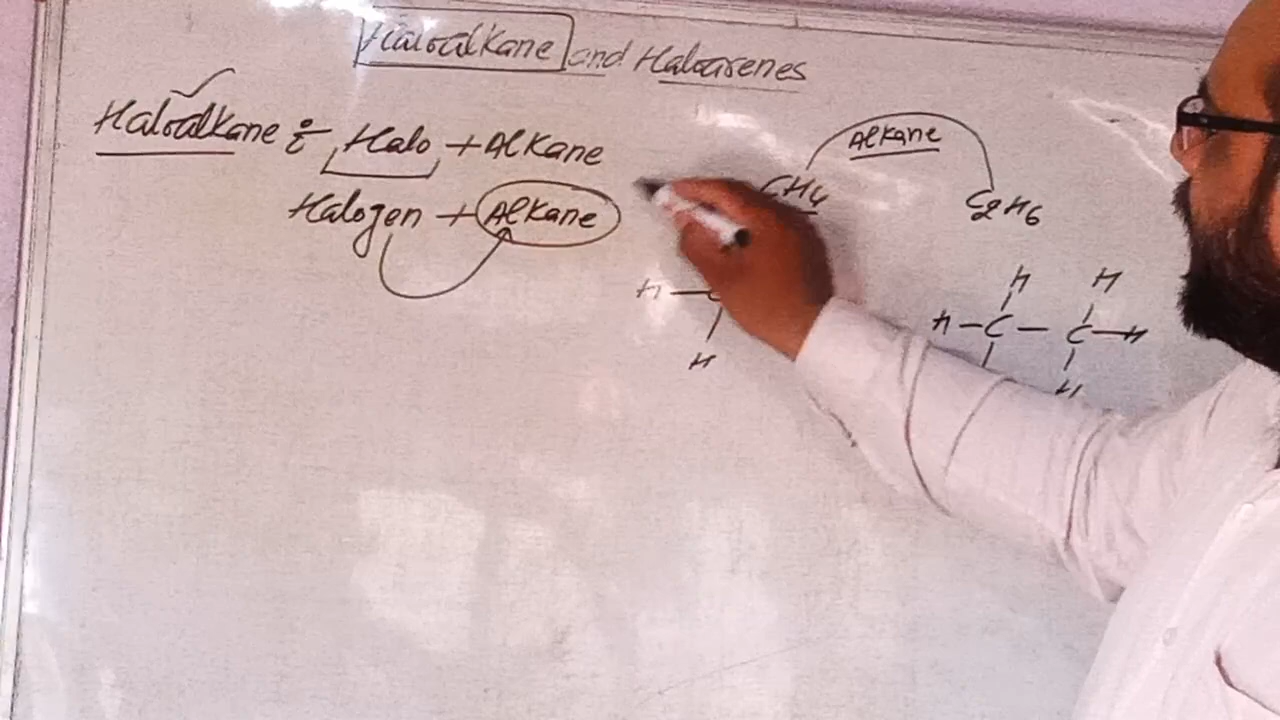 Haloalkane and Haloarenes
Haloalkane :- Halo + Alkane
Halogen + Alkane
Alkane
CH4 C2H6
H H
H - C - C - H
H
H - C
H